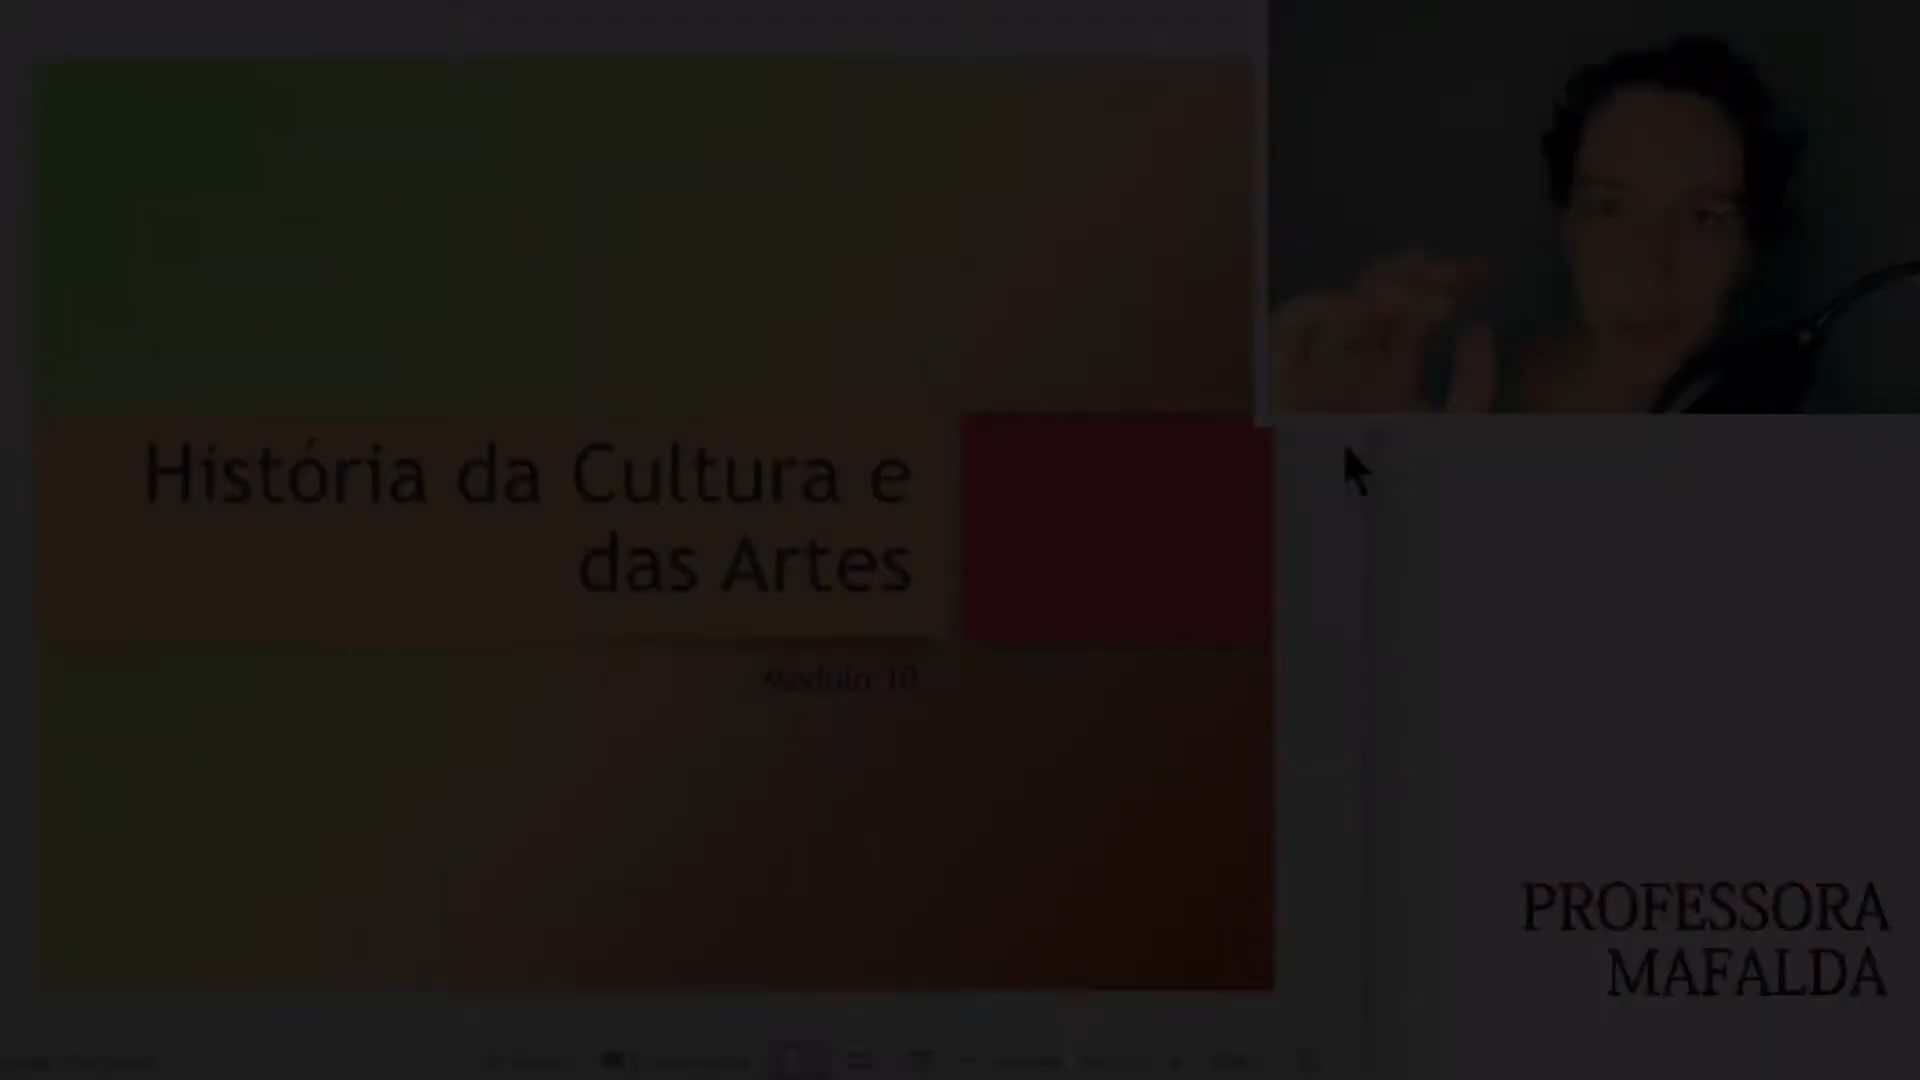 História da Cultura e
das Artes
Módulo 10
PROFESSORA
MAFALDA